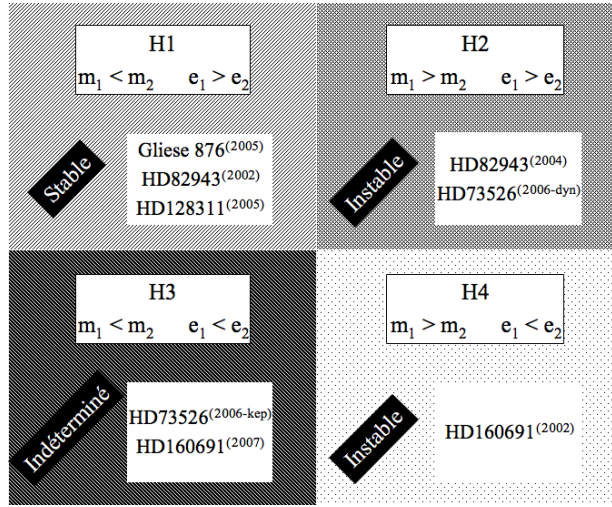 H1
m₁ < m₂ e₁ > e₂
Stable
Gliese 876(2005)
HD82943(2002)
HD128311(2005)
H2
m₁ > m₂ e₁ > e₂
Instable
HD82943(2004)
HD73526(2006-dyn)
H3
m₁ < m₂ e₁ < e₂
Indéterminé
HD73526(2006-kep)
HD160691(2007)
H4
m₁ > m₂ e₁ < e₂
Instable
HD160691(2002)